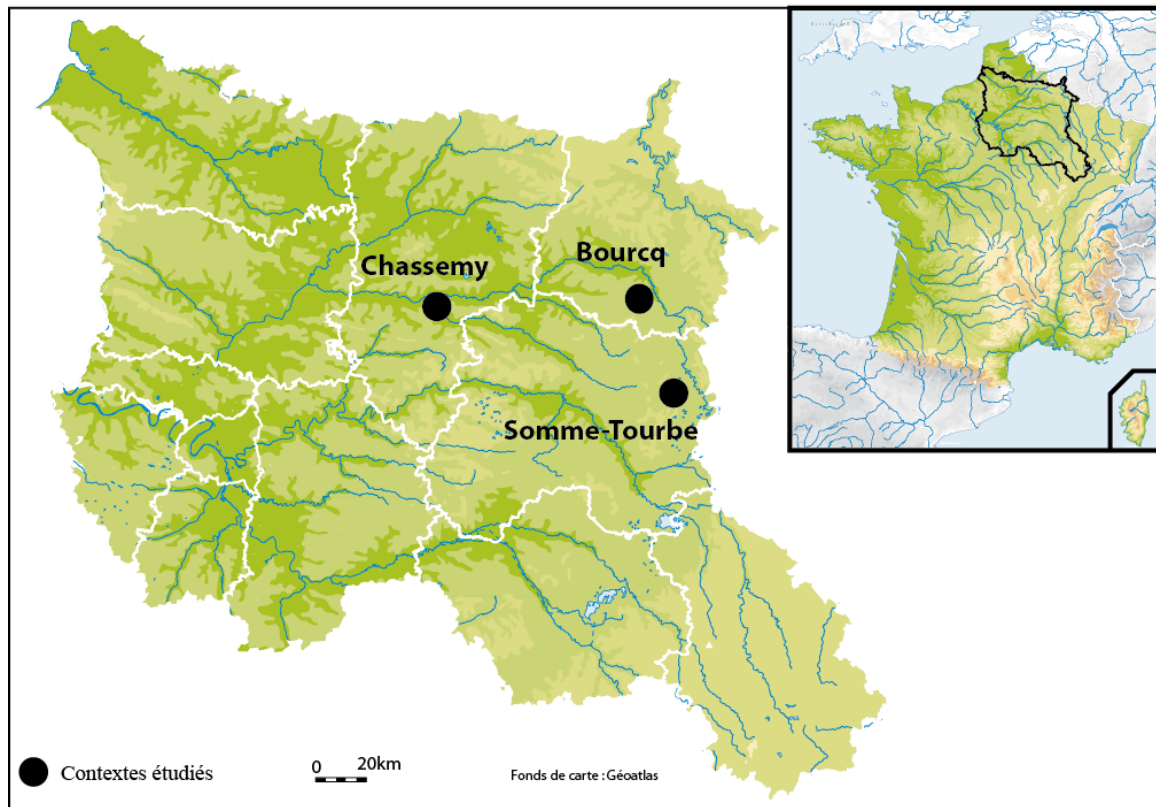 Chassemy
Bourcq
Somme-Tourbe
Contextes étudiés
0 20km
Fonds de carte : Géoatlas